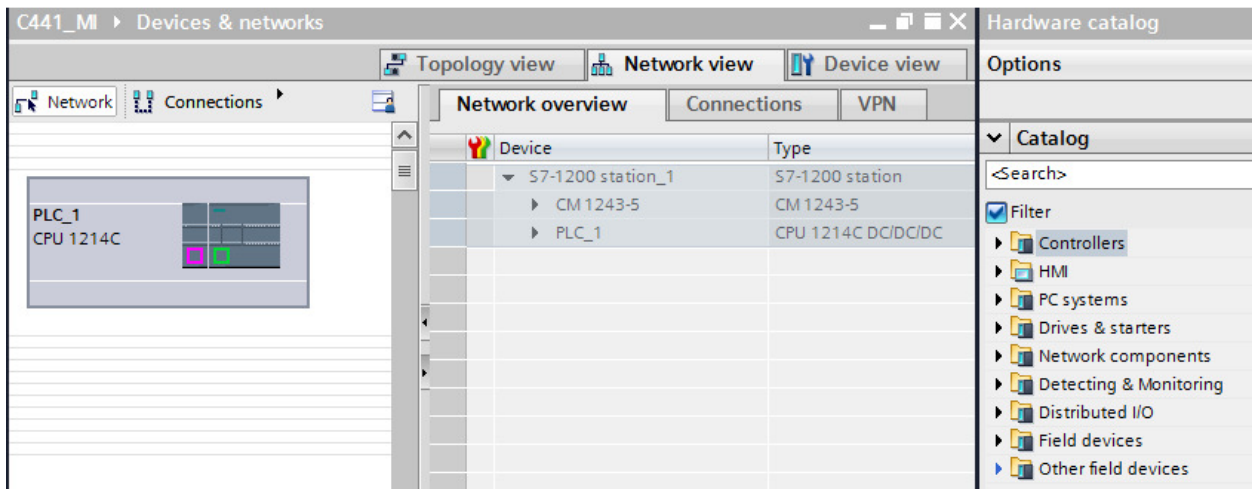 C441_MI ▸ Devices & networks
Topology view
Network view
Device view
Network
Connections
Network overview
Connections
VPN
Device
Type
S7-1200 station_1
S7-1200 station
CM 1243-5
CM 1243-5
PLC_1
CPU 1214C DC/DC/DC
PLC_1
CPU 1214C
Hardware catalog
Options
Catalog
<Search>
Filter
Controllers
HMI
PC systems
Drives & starters
Network components
Detecting & Monitoring
Distributed I/O
Field devices
Other field devices